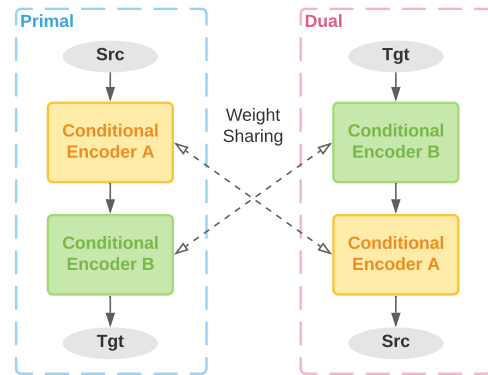 Primal
Src
Conditional
Encoder A
Conditional
Encoder B
Tgt
Weight
Sharing
Dual
Tgt
Conditional
Encoder B
Conditional
Encoder A
Src